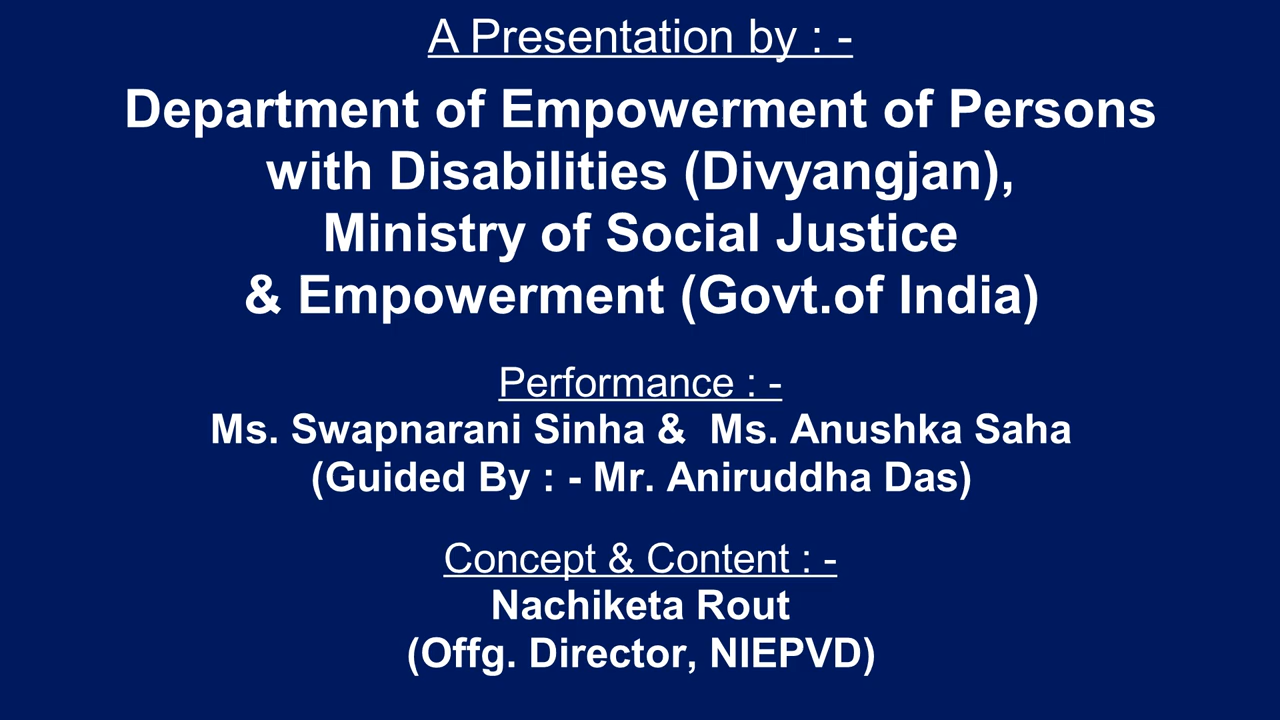 A Presentation by : -
Department of Empowerment of Persons
with Disabilities (Divyangjan),
Ministry of Social Justice
& Empowerment (Govt.of India)
Performance : -
Ms. Swapnarani Sinha &  Ms. Anushka Saha
(Guided By : - Mr. Aniruddha Das)
Concept & Content : -
Nachiketa Rout
(Offg. Director, NIEPVD)